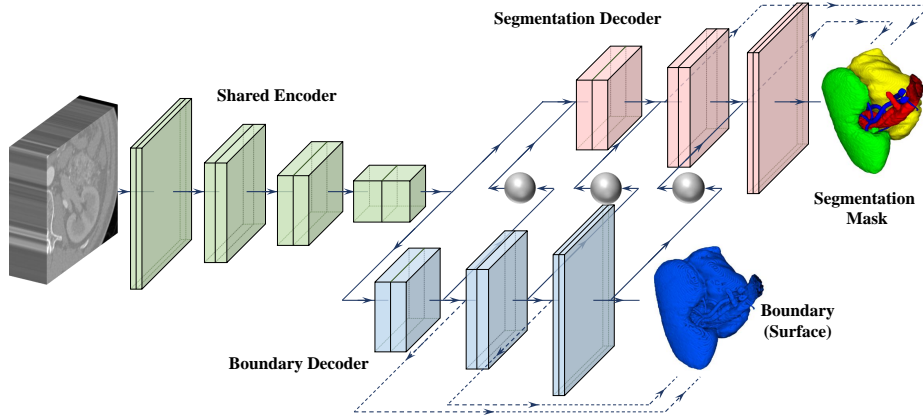 Segmentation Decoder
Shared Encoder
Segmentation
Mask
Boundary
(Surface)
Boundary Decoder